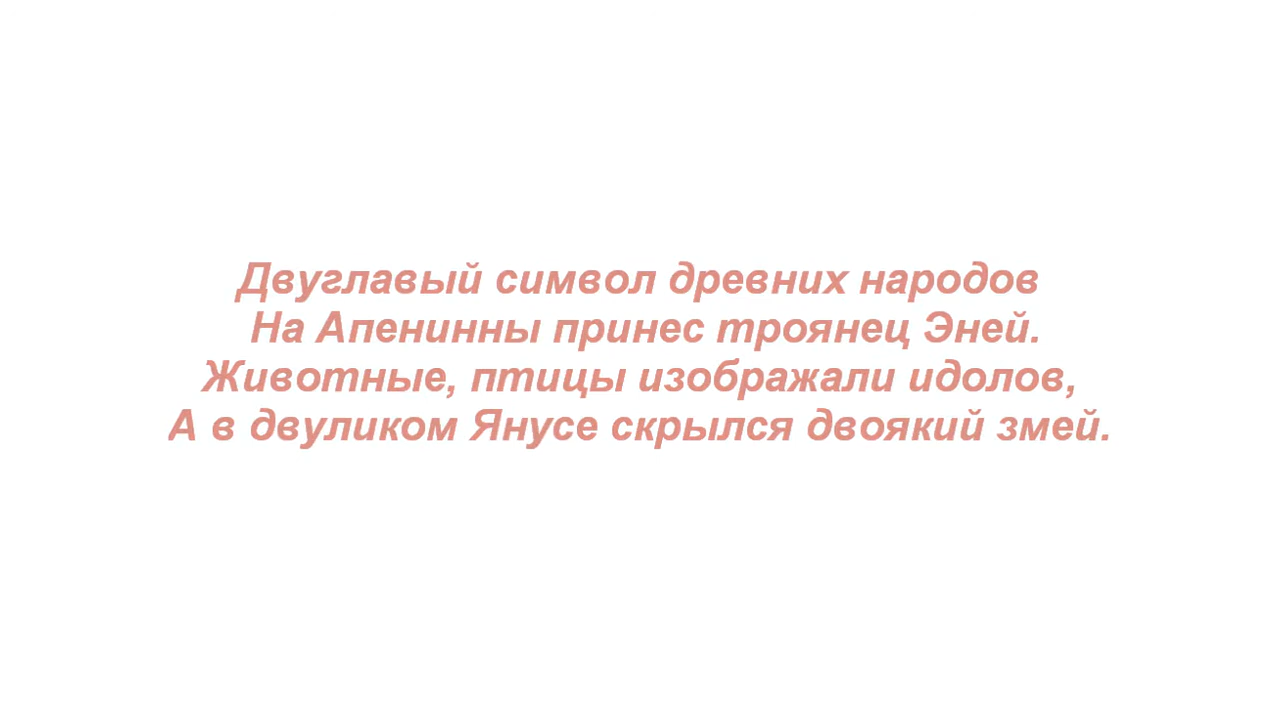 Двуглавый символ древних народов
На Апенинны принес троянец Эней.
Животные, птицы изображали идолов,
А в двуликом Янусе скрылся двоякий змей.